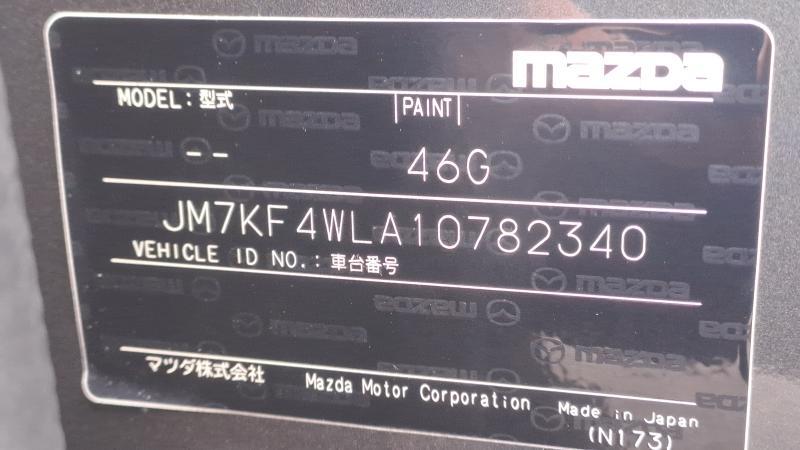 mazda
MODEL：型式 PAINT
-- 46G
JM7KF4WLA10782340
VEHICLE ID NO.：車台番号
マツダ株式会社 Mazda Motor Corporation Made in Japan
(N173)